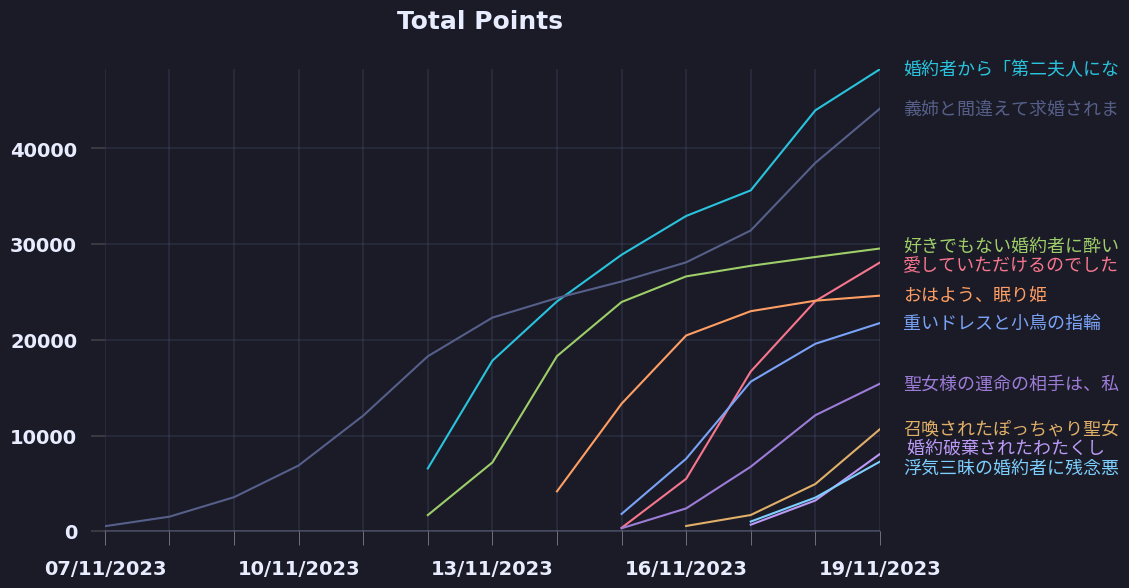 Total Points
婚約者から「第二夫人にな
義姉と間違えて求婚されま
40000
30000
好きでもない婚約者に酔い
愛していただけるのでした
おはよう、眠り姫
重いドレスと小鳥の指輪
20000
聖女様の運命の相手は、私
10000
召喚されたぽっちゃり聖女
婚約破棄されたわたくし
浮気三昧の婚約者に残念悪
0
07/11/2023
10/11/2023
13/11/2023
16/11/2023
19/11/2023